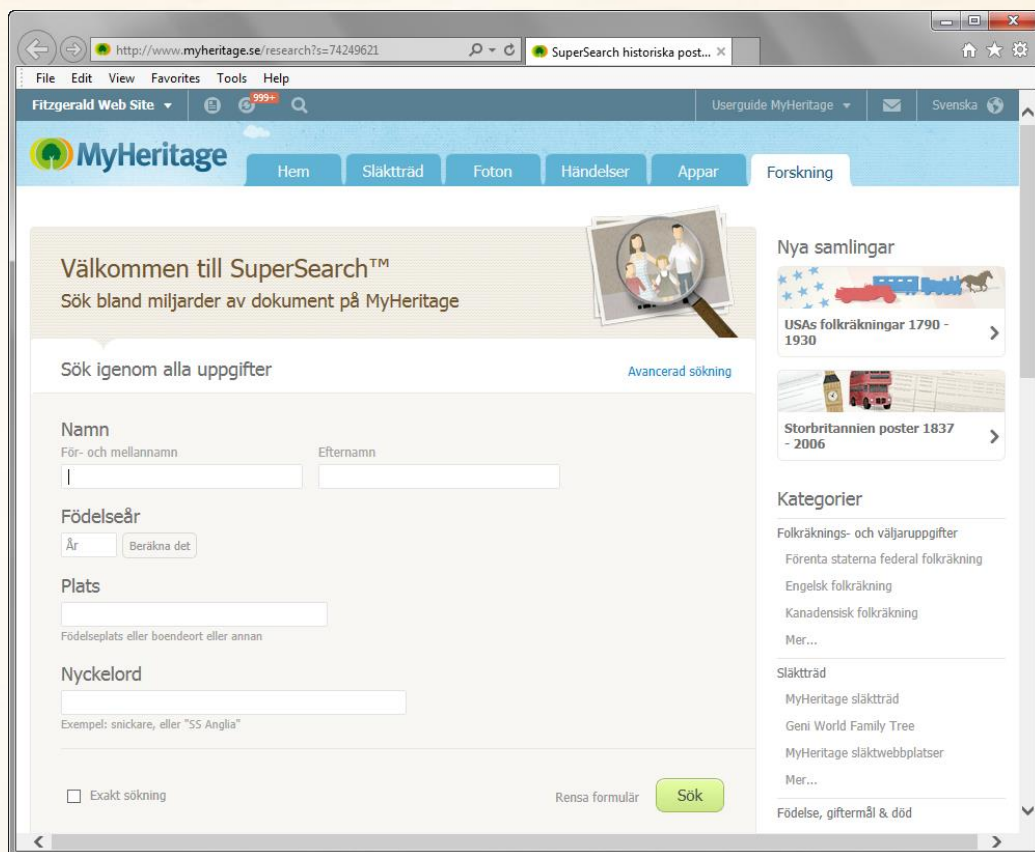 http://www.myheritage.se/research?s=74249621
SuperSearch historiska post...
File Edit View Favorites Tools Help
Fitzgerald Web Site
999+
Userguide MyHeritage
Svenska
MyHeritage
Hem
Släktträd
Foton
Händelser
Appar
Forskning
Välkommen till SuperSearch™
Sök bland miljarder av dokument på MyHeritage
Sök igenom alla uppgifter
Avancerad sökning
Namn
För- och mellannamn
Efternamn
Födelseår
År
Beräkna det
Plats
Födelseplats eller boendeort eller annan
Nyckelord
Exempel: snickare, eller "SS Anglia"
Exakt sökning
Rensa formulär
Sök
Nya samlingar
USAs folkräkningar 1790 -
1930
Storbritannien poster 1837
- 2006
Kategorier
Folkräknings- och väljaruppgifter
Förenta staterna federal folkräkning
Engelsk folkräkning
Kanadensisk folkräkning
Mer...
Släktträd
MyHeritage släktträd
Geni World Family Tree
MyHeritage släktwebbplatser
Mer...
Födelse, giftermål & död